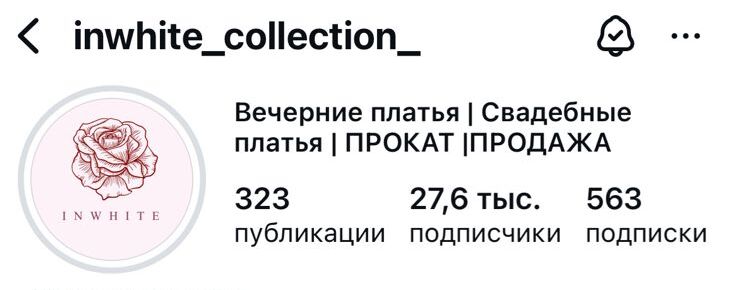 inwhite_collection_
Вечерние платья | Свадебные
платья | ПРОКАТ |ПРОДАЖА
323 27,6 тыс. 563
публикации подписчики подписки
INWHITE